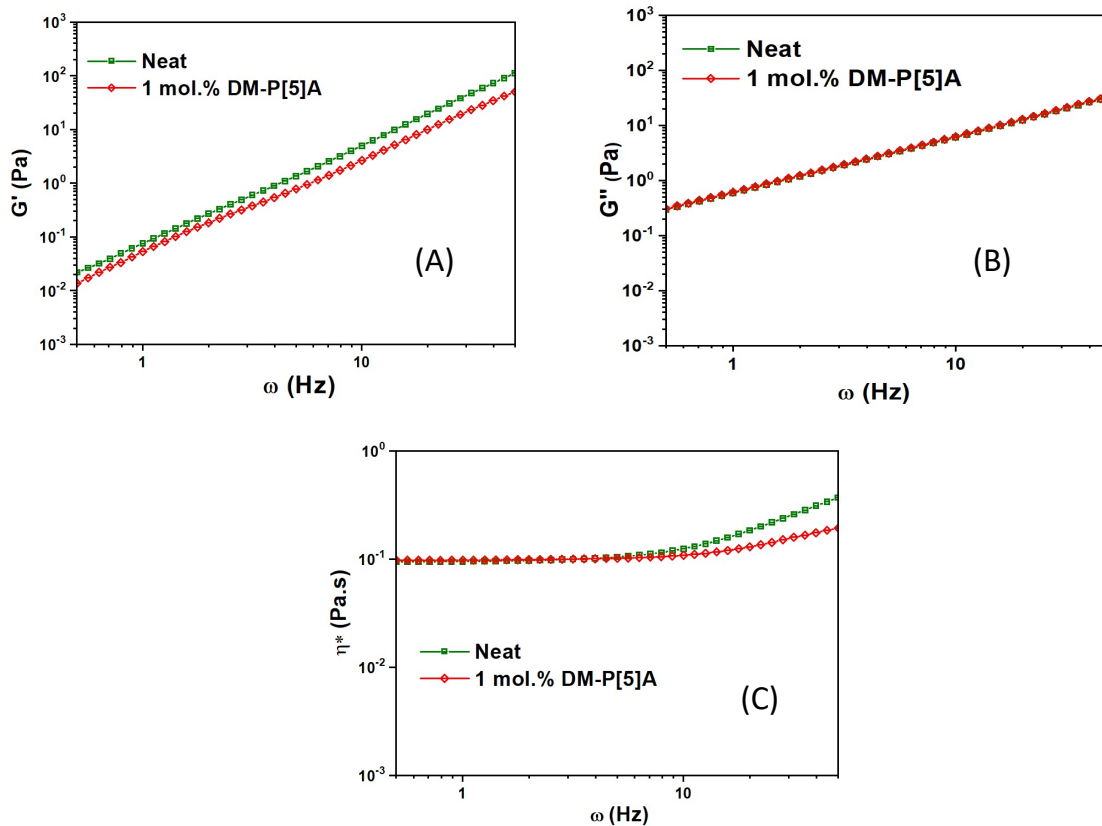 10³
10²
10¹
10⁰
10⁻¹
10⁻²
10⁻³
G' (Pa)
Neat
1 mol.% DM-P[5]A
(A)
1
10
ω (Hz)
10³
10²
10¹
10⁰
10⁻¹
10⁻²
10⁻³
G'' (Pa)
Neat
1 mol.% DM-P[5]A
(B)
1
10
ω (Hz)
10⁰
10⁻¹
10⁻²
10⁻³
η* (Pa.s)
Neat
1 mol.% DM-P[5]A
(C)
1
10
ω (Hz)